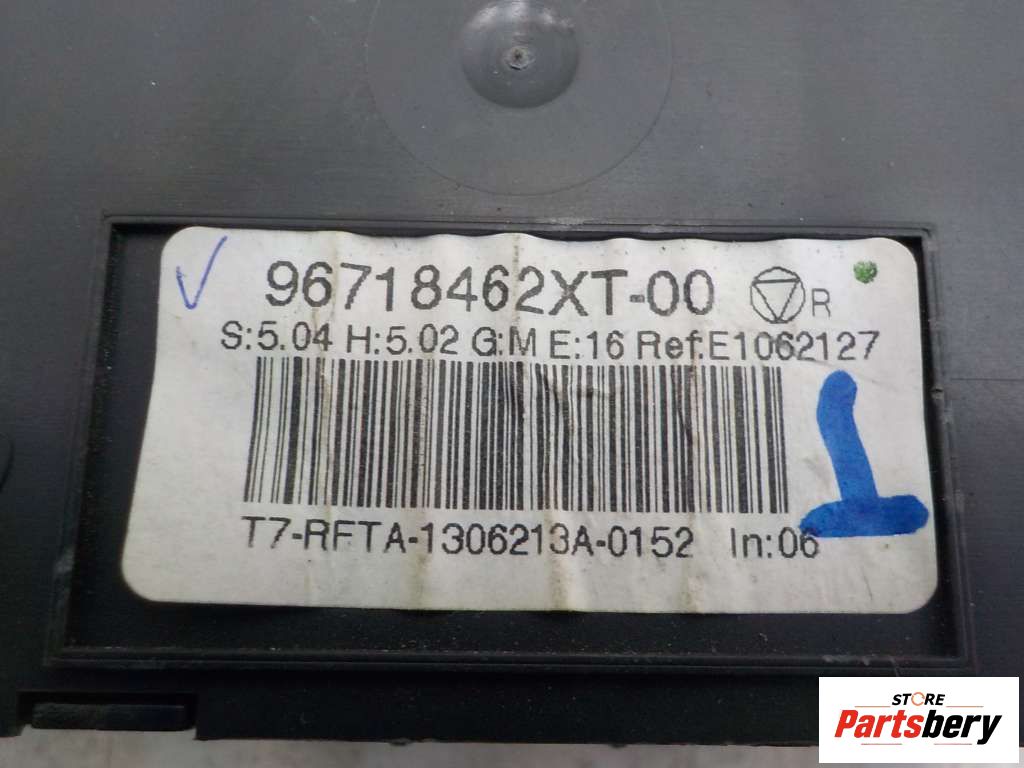 96718462XT-00 R
S:5.04 H:5.02 G:M E:16 Ref:E1062127
T7-RFTA-1306213A-0152 In:06
STORE
Partsbery